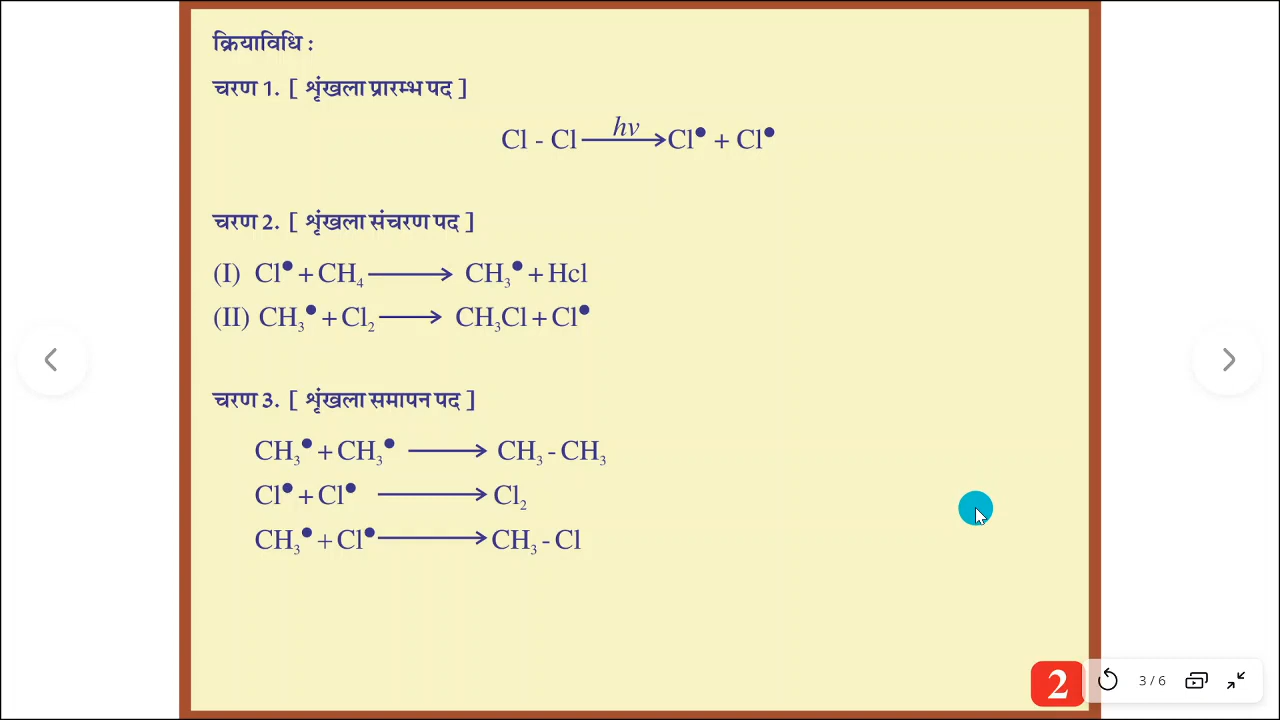 क्रियाविधि :
चरण 1. [ शृंखला प्रारम्भ पद ]
Cl - Cl —hν→ Cl• + Cl•
चरण 2. [ शृंखला संचरण पद ]
(I) Cl• + CH₄ ⟶ CH₃• + Hcl
(II) CH₃• + Cl₂ ⟶ CH₃Cl + Cl•
चरण 3. [ शृंखला समापन पद ]
CH₃• + CH₃• ⟶ CH₃ - CH₃
Cl• + Cl• ⟶ Cl₂
CH₃• + Cl• ⟶ CH₃ - Cl
2
3 / 6